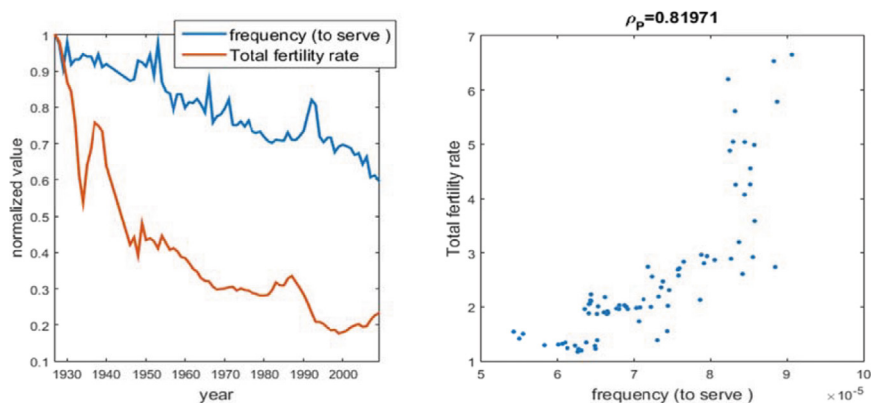 frequency (to serve )
Total fertility rate
1
0.9
0.8
0.7
0.6
0.5
0.4
0.3
0.2
0.1
normalized value
1930 1940 1950 1960 1970 1980 1990 2000
year
ρP=0.81971
7
6
5
4
3
2
1
Total fertility rate
5 6 7 8 9 10
frequency (to serve )
×10-5